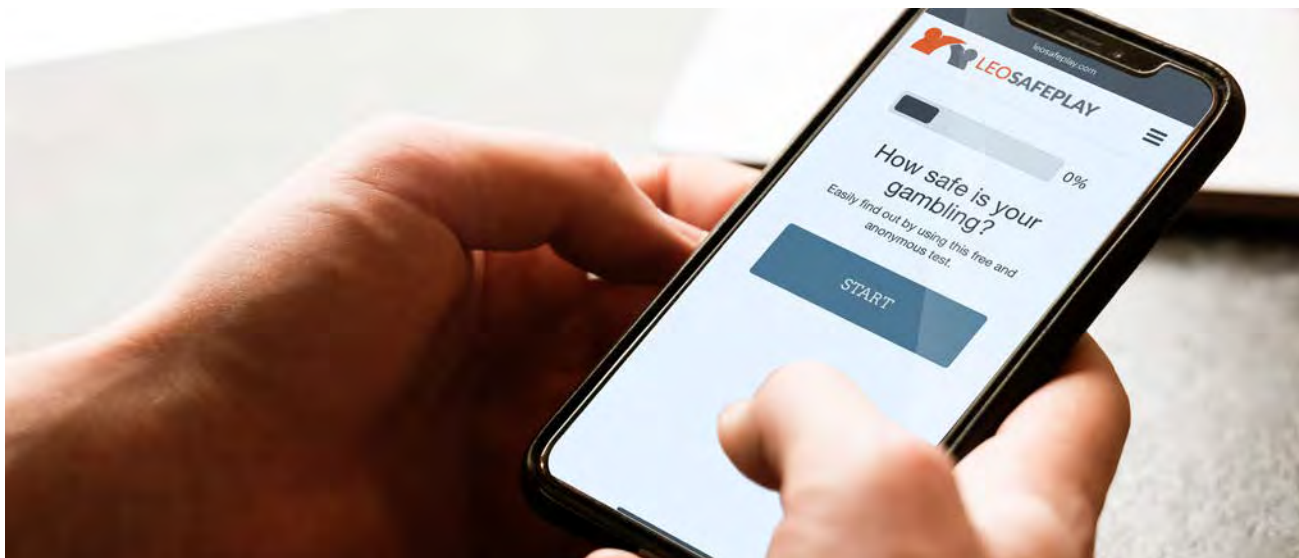 leosafeplay.com
LEOSAFEPLAY
0%
How safe is your
gambling?
Easily find out by using this free and
anonymous test.
START